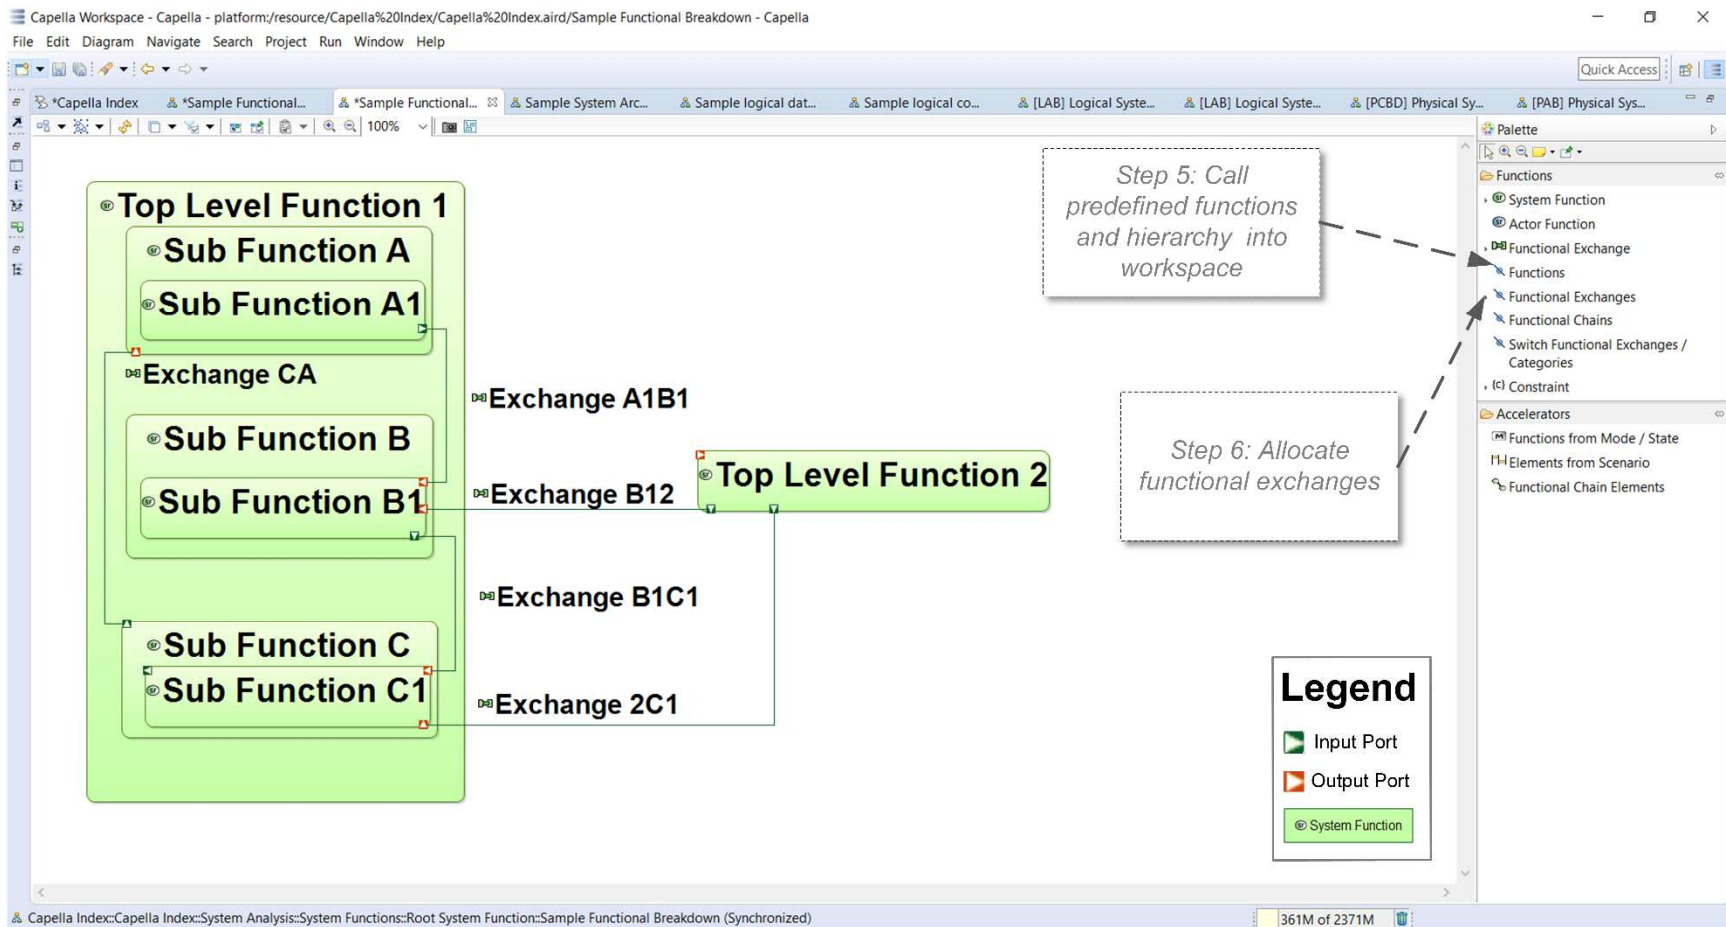 Capella Workspace - Capella - platform:/resource/Capella%20Index/Capella%20Index.aird/Sample Functional Breakdown - Capella
File Edit Diagram Navigate Search Project Run Window Help
Quick Access
*Capella Index
*Sample Functional...
*Sample Functional...
Sample System Arc...
Sample logical dat...
Sample logical co...
[LAB] Logical Syste...
[LAB] Logical Syste...
[PCBD] Physical Sy...
[PAB] Physical Sys...
100%
Top Level Function 1
Sub Function A
Sub Function A1
Exchange CA
Sub Function B
Sub Function B1
Sub Function C
Sub Function C1
Exchange A1B1
Exchange B12
Exchange B1C1
Exchange 2C1
Top Level Function 2
Step 5: Call
predefined functions
and hierarchy into
workspace
Step 6: Allocate
functional exchanges
Legend
Input Port
Output Port
System Function
Palette
Functions
System Function
Actor Function
Functional Exchange
Functions
Functional Exchanges
Functional Chains
Switch Functional Exchanges /
Categories
{c} Constraint
Accelerators
Functions from Mode / State
Elements from Scenario
Functional Chain Elements
Capella Index::Capella Index::System Analysis::System Functions::Root System Function::Sample Functional Breakdown (Synchronized)
361M of 2371M